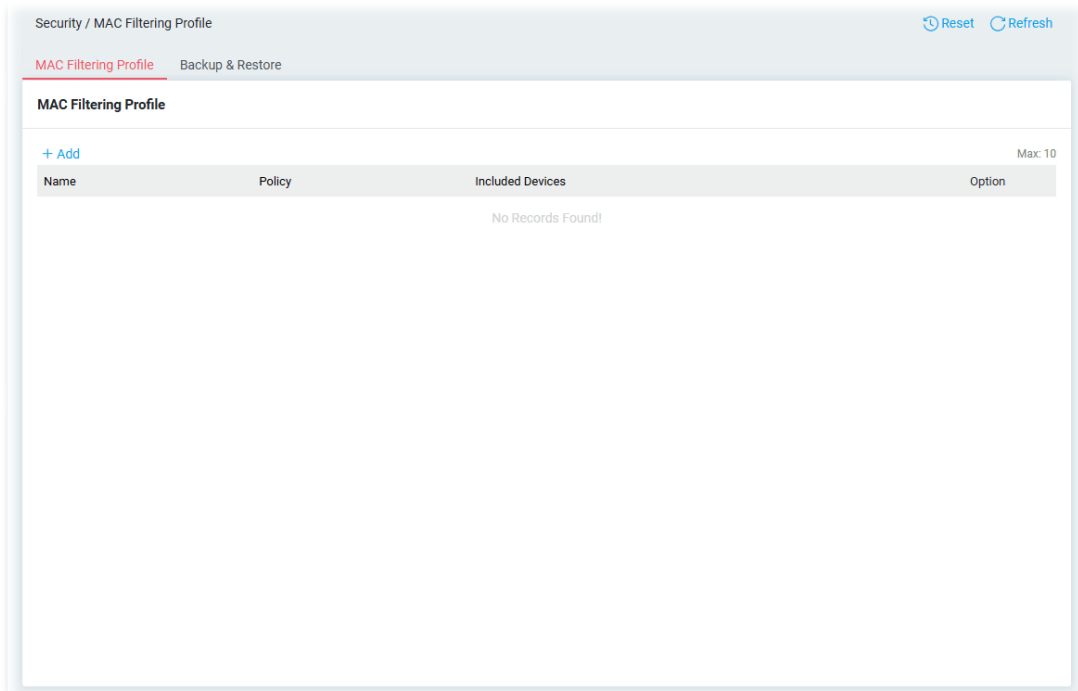 Security / MAC Filtering Profile Reset Refresh
MAC Filtering Profile Backup & Restore
MAC Filtering Profile
+ Add Max: 10
Name Policy Included Devices Option
No Records Found!